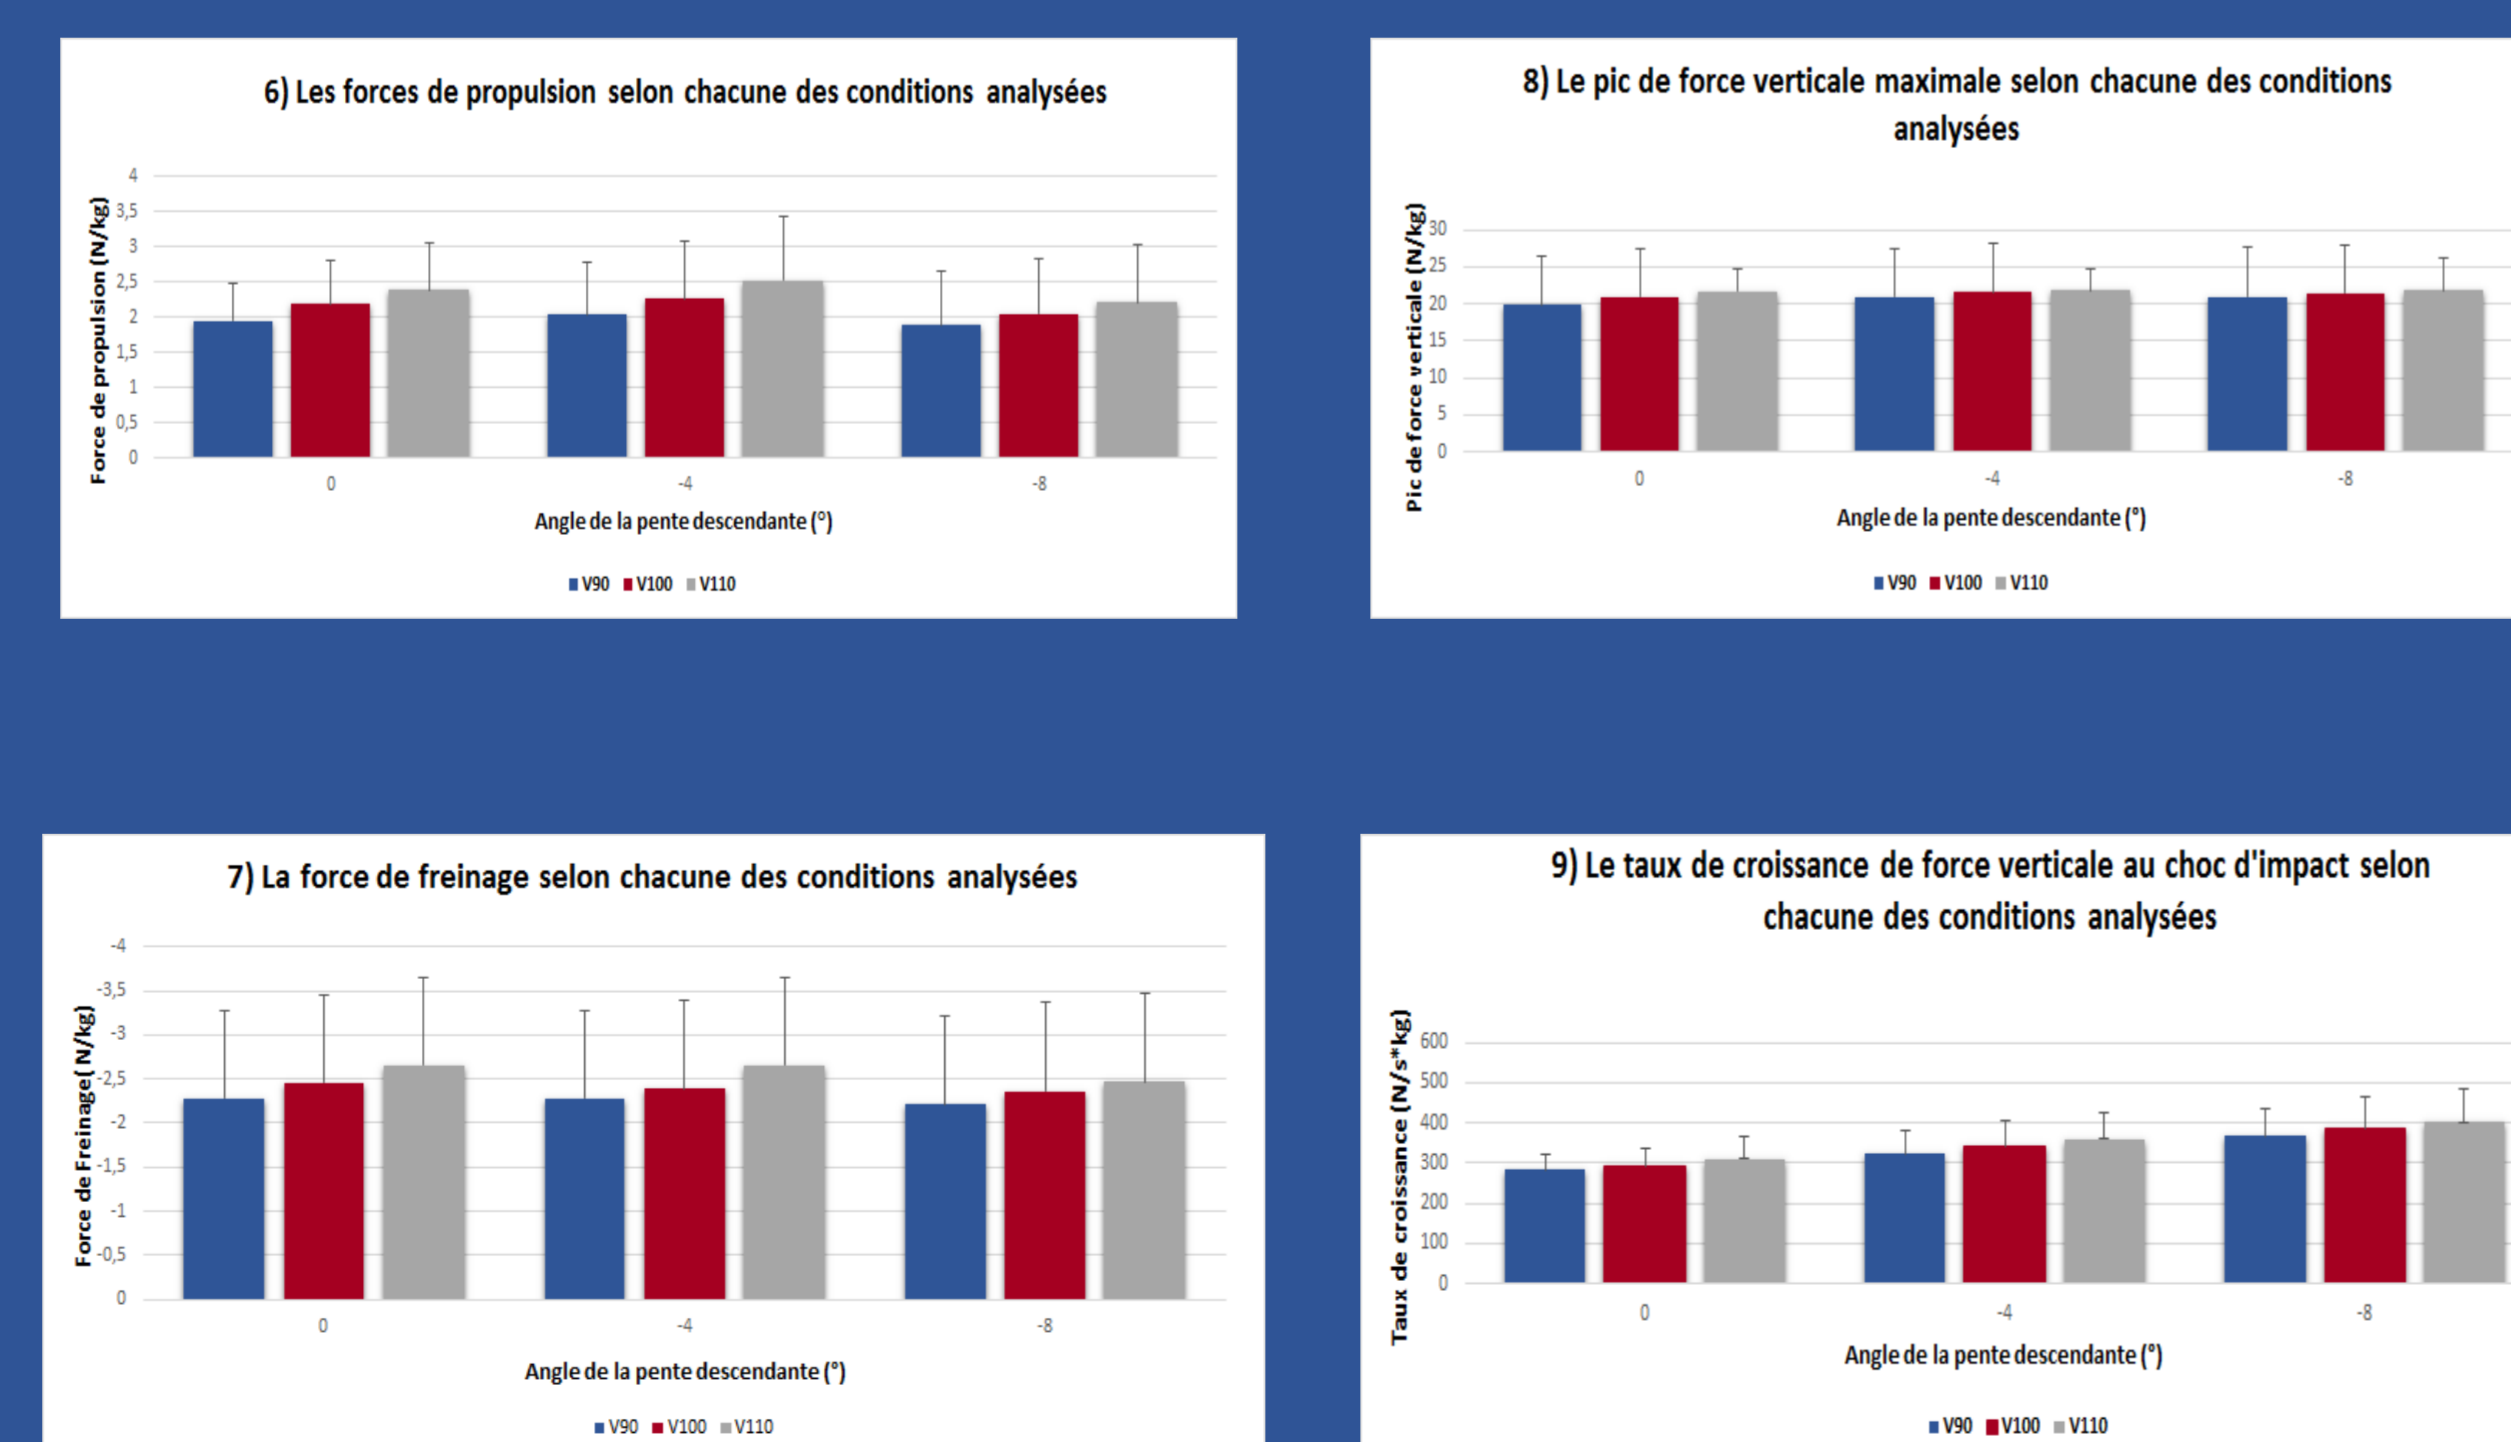 6) Les forces de propulsion selon chacune des conditions analysées
Force de propulsion (N/kg)
4
3,5
3
2,5
2
1,5
1
0,5
0
0 -4 -8
Angle de la pente descendante (°)
V90 V100 V110
8) Le pic de force verticale maximale selon chacune des conditions
analysées
Pic de force verticale (N/kg)
30
25
20
15
10
5
0
0 -4 -8
Angle de la pente descendante (°)
V90 V100 V110
7) La force de freinage selon chacune des conditions analysées
Force de Freinage( N/kg)
-4
-3,5
-3
-2,5
-2
-1,5
-1
-0,5
0
0 -4 -8
Angle de la pente descendante (°)
V90 V100 V110
9) Le taux de croissance de force verticale au choc d'impact selon
chacune des conditions analysées
Taux de croissance (N/s*kg)
600
500
400
300
200
100
0
0 -4 -8
Angle de la pente descendante (°)
V90 V100 V110